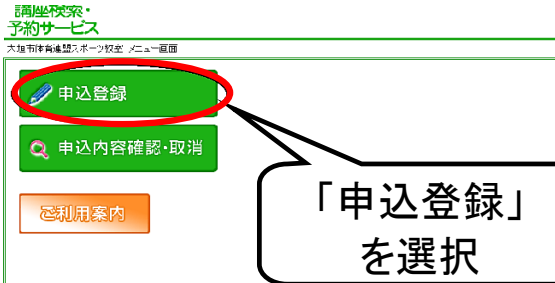 講座検索・
予約サービス
大垣市体育連盟スポーツ教室 メニュー画面
申込登録
申込内容確認・取消
ご利用案内
「申込登録」
を選択